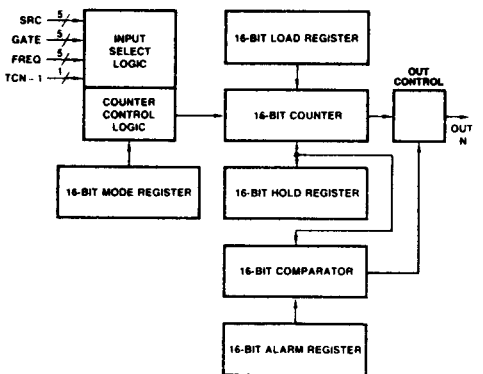 SRC 5
GATE 5
FREQ 5
TCN - 1 1
INPUT
SELECT
LOGIC
COUNTER
CONTROL
LOGIC
16-BIT MODE REGISTER
16-BIT LOAD REGISTER
16-BIT COUNTER
16-BIT HOLD REGISTER
16-BIT COMPARATOR
16-BIT ALARM REGISTER
OUT
CONTROL
OUT
N